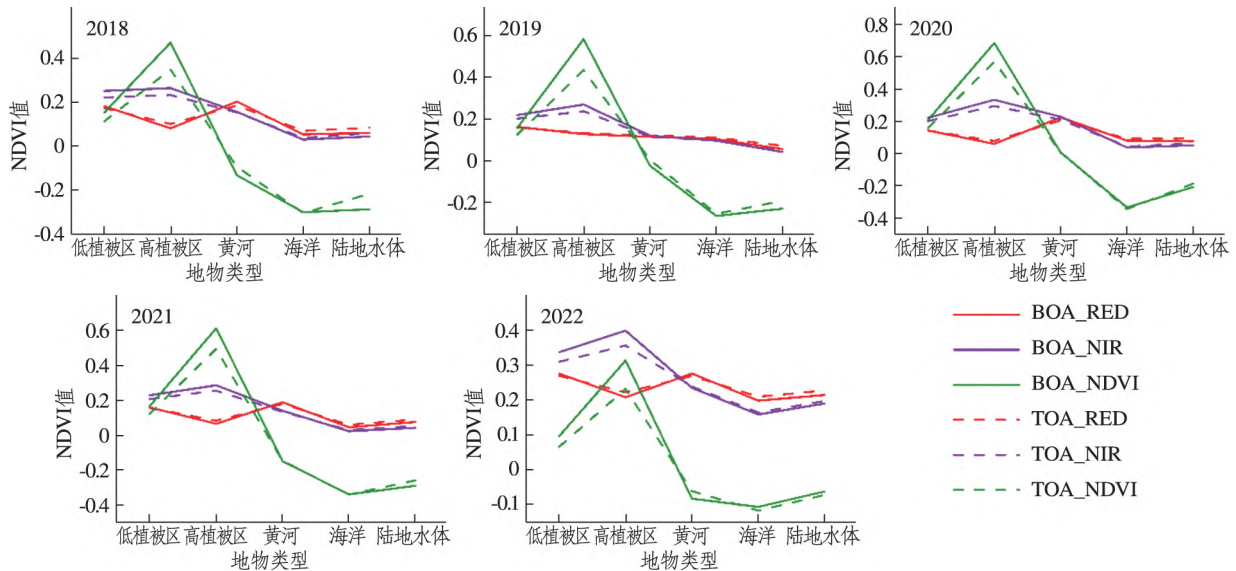 2018
NDVI值
0.4
0.2
0
-0.2
-0.4
低植被区 高植被区 黄河 海洋 陆地水体
地物类型
2019
NDVI值
0.6
0.4
0.2
0
-0.2
低植被区 高植被区 黄河 海洋 陆地水体
地物类型
2020
NDVI值
0.8
0.6
0.4
0.2
0
-0.2
-0.4
低植被区 高植被区 黄河 海洋 陆地水体
地物类型
2021
NDVI值
0.6
0.4
0.2
0
-0.2
-0.4
低植被区 高植被区 黄河 海洋 陆地水体
地物类型
2022
NDVI值
0.4
0.3
0.2
0.1
0
-0.1
低植被区 高植被区 黄河 海洋 陆地水体
地物类型
BOA_RED
BOA_NIR
BOA_NDVI
TOA_RED
TOA_NIR
TOA_NDVI